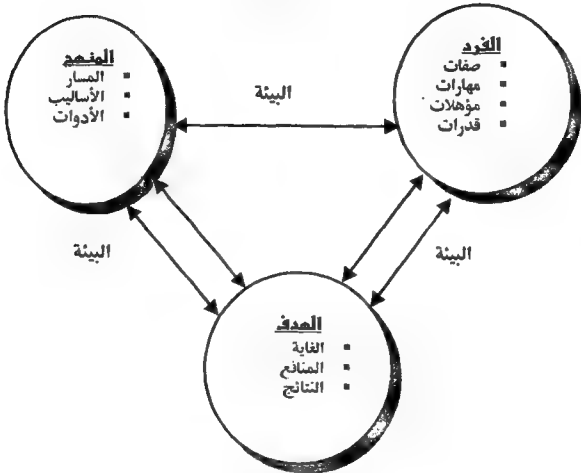 الفرد
▪ صفات
▪ مهارات
▪ مؤهلات
▪ قدرات
البيئة
المنهج
▪ المسار
▪ الأساليب
▪ الأدوات
البيئة
البيئة
الهدف
▪ الغاية
▪ المنافع
▪ النتائج